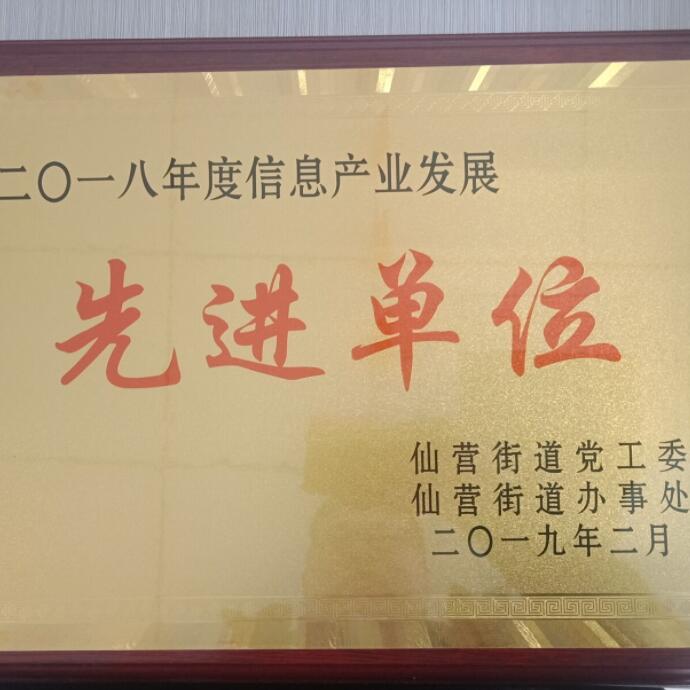 二〇一八年度信息产业发展
先进单位
仙营街道党工委
仙营街道办事处
二〇一九年二月